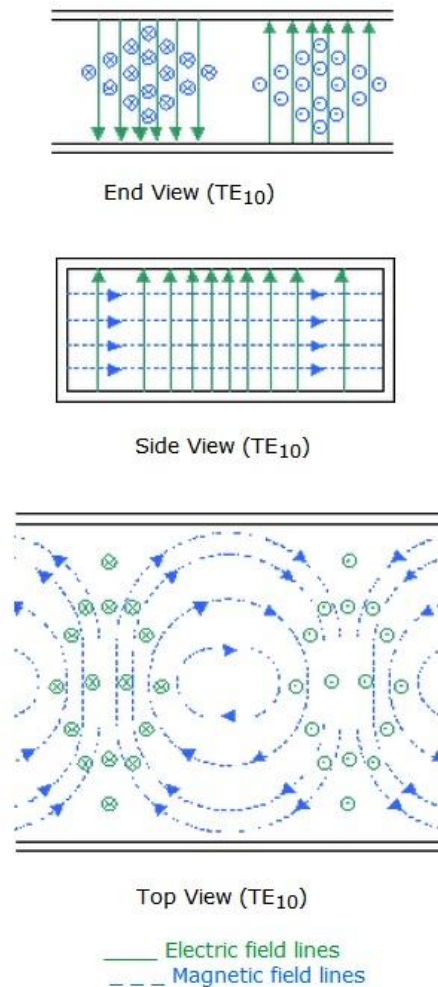 End View (TE₁₀)
Side View (TE₁₀)
Top View (TE₁₀)
Electric field lines
Magnetic field lines